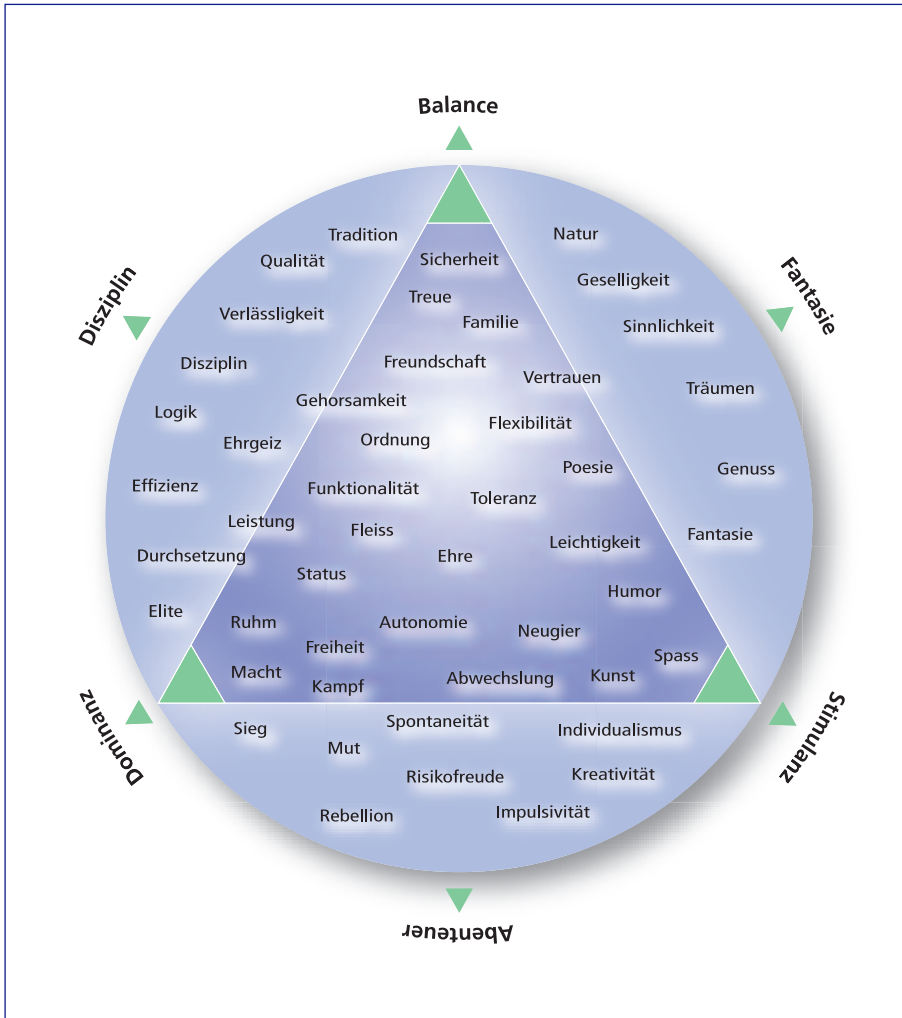 Balance
Disziplin
Fantasie
Tradition
Natur
Qualität
Sicherheit
Geselligkeit
Treue
Verlässligkeit
Familie
Sinnlichkeit
Disziplin
Freundschaft
Vertrauen
Träumen
Logik
Gehorsamkeit
Flexibilität
Ehrgeiz
Ordnung
Poesie
Genuss
Effizienz
Funktionalität
Toleranz
Leistung
Fleiss
Fantasie
Durchsetzung
Ehre
Leichtigkeit
Status
Humor
Elite
Ruhm
Autonomie
Neugier
Freiheit
Spass
Macht
Kampf
Abwechslung
Kunst
Dominanz
Stimulanz
Sieg
Spontaneität
Individualismus
Mut
Risikofreude
Kreativität
Rebellion
Impulsivität
Abenteuer